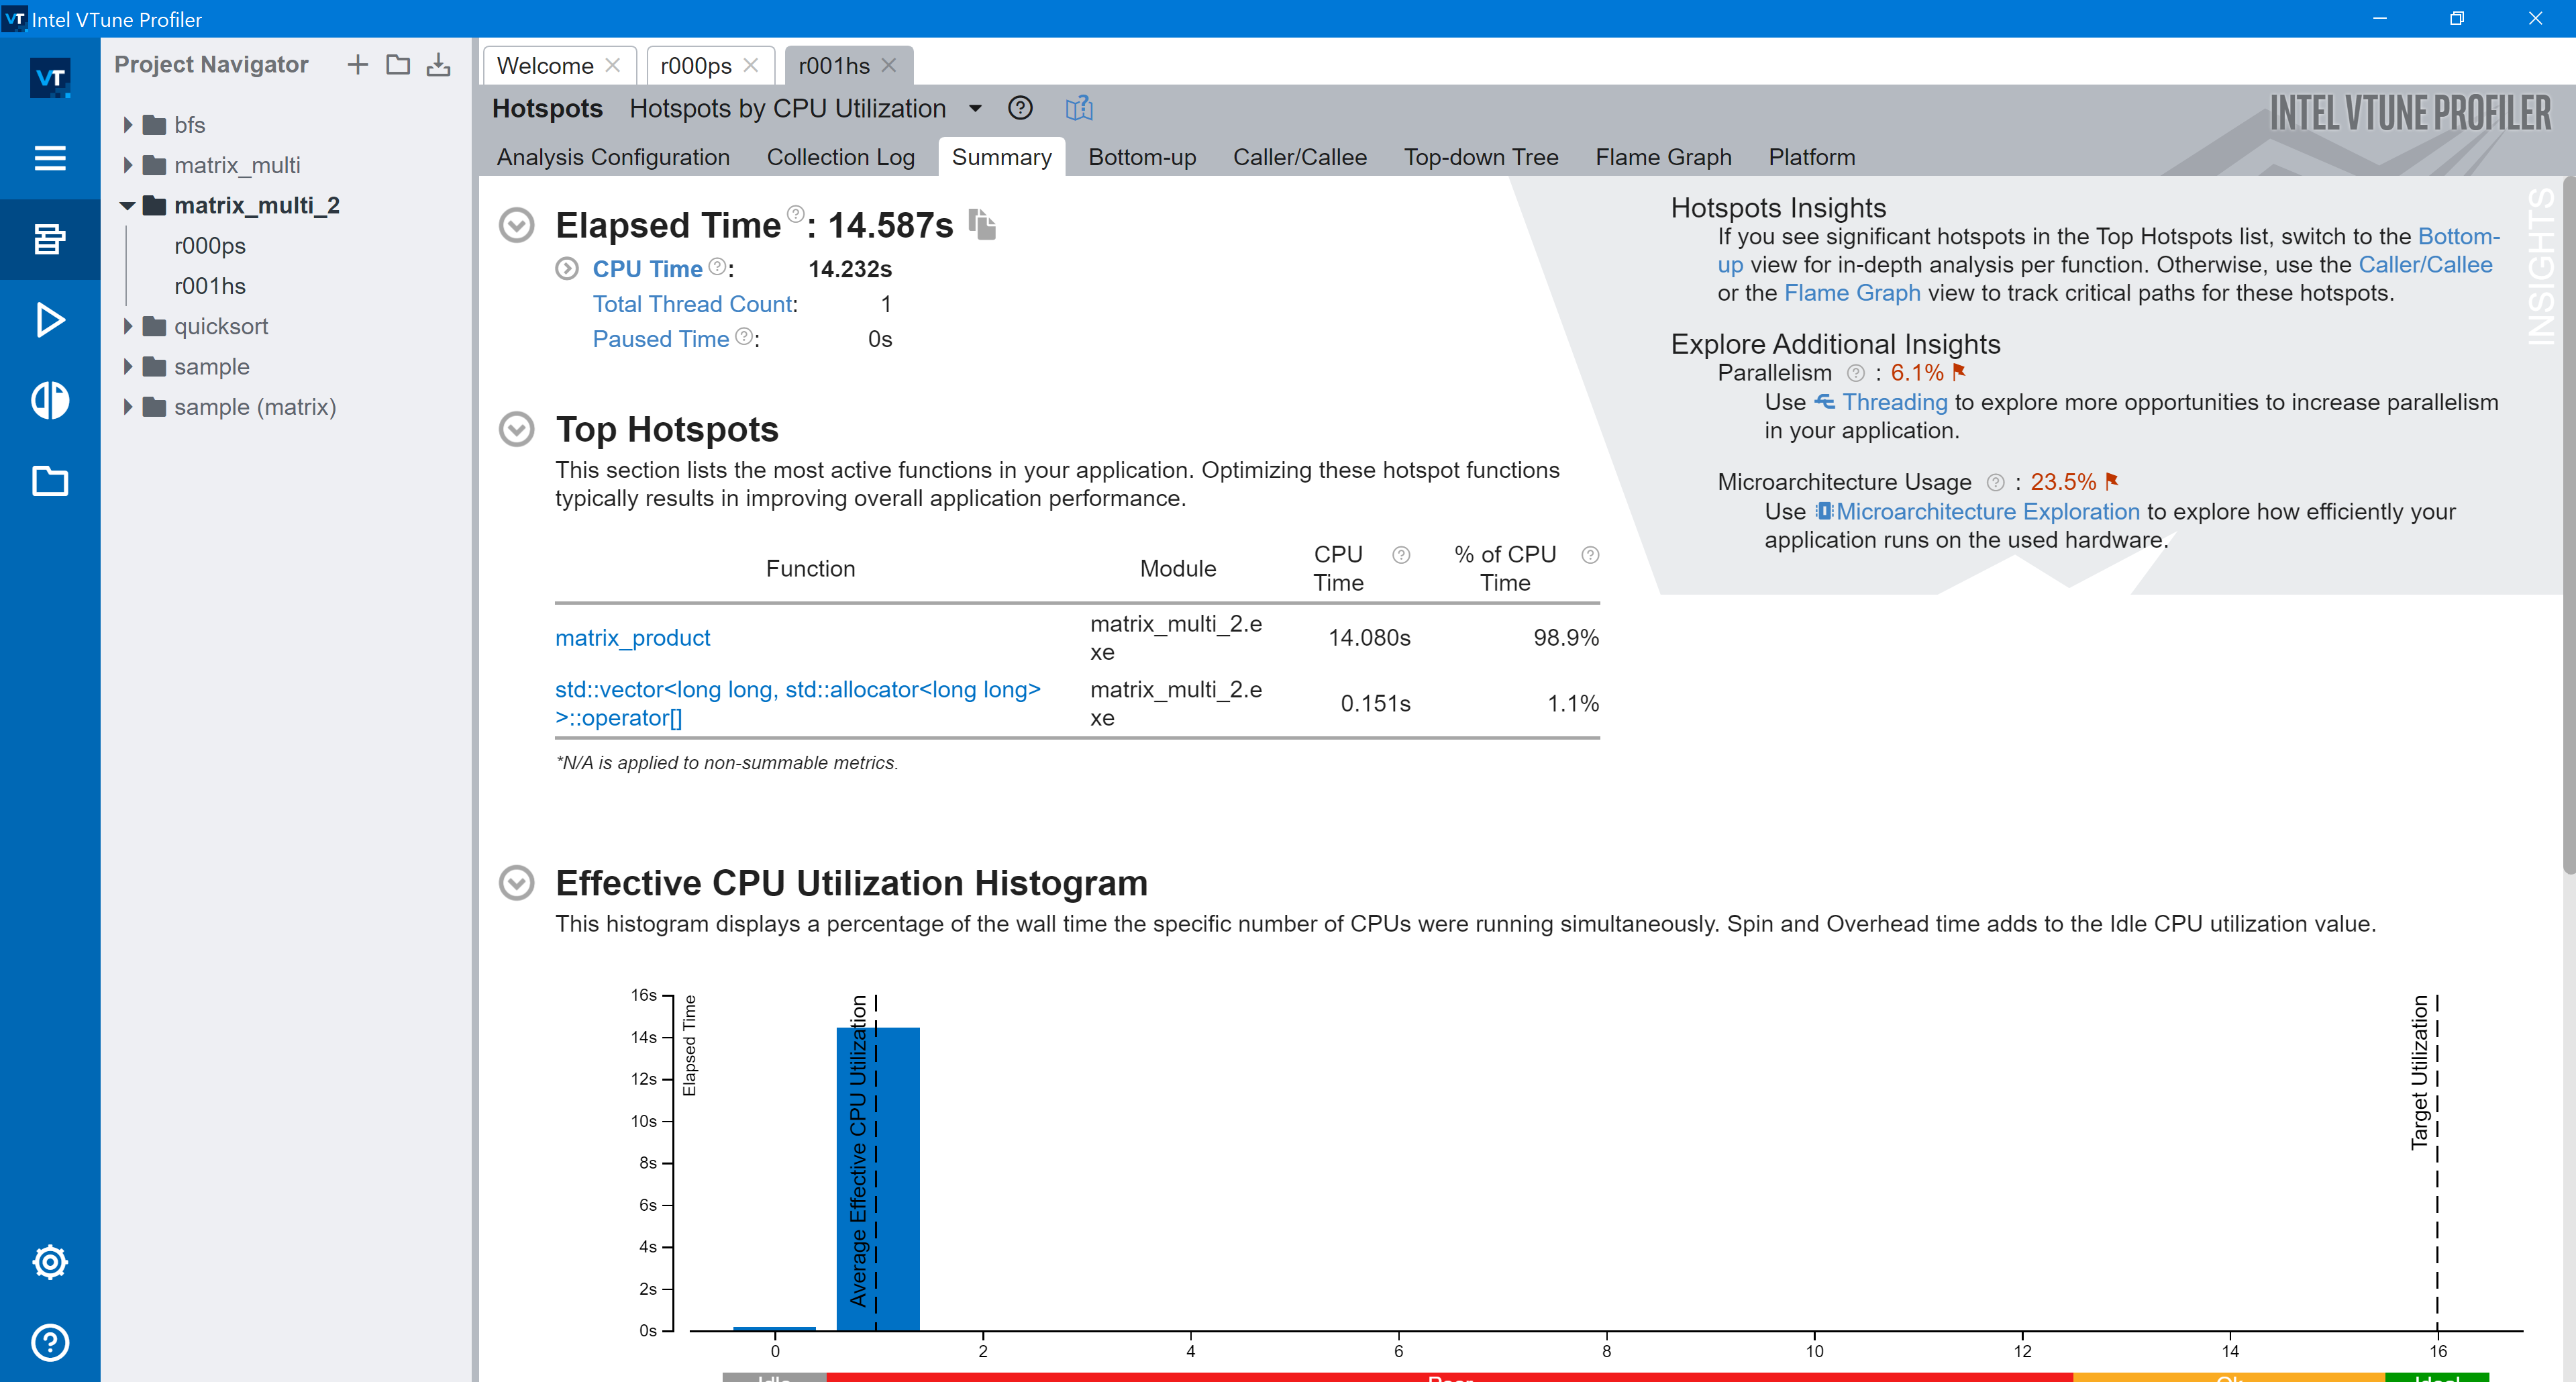 VT Intel VTune Profiler
VT
Project Navigator
bfs
matrix_multi
matrix_multi_2
r000ps
r001hs
quicksort
sample
sample (matrix)
Welcome
r000ps
r001hs
Hotspots Hotspots by CPU Utilization
INTEL VTUNE PROFILER
Analysis Configuration Collection Log Summary Bottom-up Caller/Callee Top-down Tree Flame Graph Platform
Elapsed Time: 14.587s
CPU Time: 14.232s
Total Thread Count: 1
Paused Time: 0s
Hotspots Insights
If you see significant hotspots in the Top Hotspots list, switch to the Bottom-
up view for in-depth analysis per function. Otherwise, use the Caller/Callee
or the Flame Graph view to track critical paths for these hotspots.
Explore Additional Insights
Parallelism : 6.1%
Use Threading to explore more opportunities to increase parallelism
in your application.
Microarchitecture Usage : 23.5%
Use Microarchitecture Exploration to explore how efficiently your
application runs on the used hardware.
INSIGHTS
Top Hotspots
This section lists the most active functions in your application. Optimizing these hotspot functions
typically results in improving overall application performance.
Function Module CPU Time % of CPU Time
matrix_product matrix_multi_2.e
xe 14.080s 98.9%
std::vector<long long, std::allocator<long long>
>::operator[] matrix_multi_2.e
xe 0.151s 1.1%
*N/A is applied to non-summable metrics.
Effective CPU Utilization Histogram
This histogram displays a percentage of the wall time the specific number of CPUs were running simultaneously. Spin and Overhead time adds to the Idle CPU utilization value.
16s
14s
12s
10s
8s
6s
4s
2s
0s
Elapsed Time
Average Effective CPU Utilization
Target Utilization
0 2 4 6 8 10 12 14 16
Idle Poor Ok Ideal